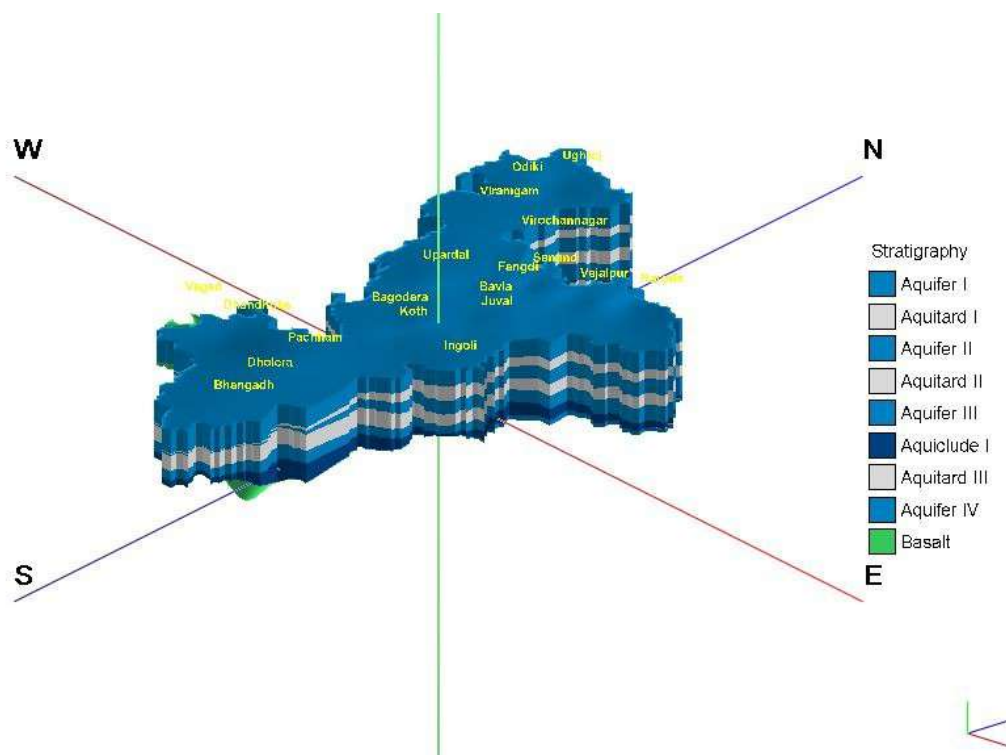 W
N
Ughroj
Odiki
Viramgam
Virochannagar
Upardal
Sanand
Fangdi
Vejalpur
Bavla
Juval
Bagodara
Koth
Pachham
Ingoli
Dholera
Bhangadh
S
E
Stratigraphy
Aquifer I
Aquitard I
Aquifer II
Aquitard II
Aquifer III
Aquiclude I
Aquitard III
Aquifer IV
Basalt